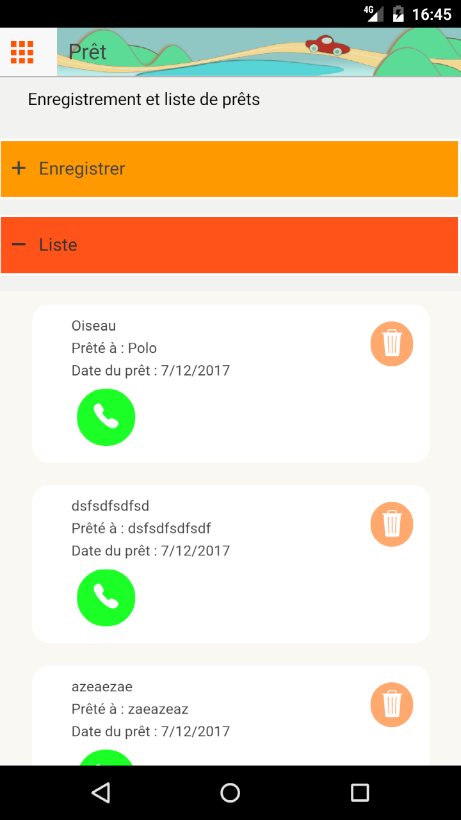 4G 16:45
Prêt
Enregistrement et liste de prêts
+ Enregistrer
− Liste
Oiseau
Prêté à : Polo
Date du prêt : 7/12/2017
dsfsdfsdfsd
Prêté à : dsfsdfsdfsdf
Date du prêt : 7/12/2017
azeaezae
Prêté à : zaeazeaz
Date du prêt : 7/12/2017